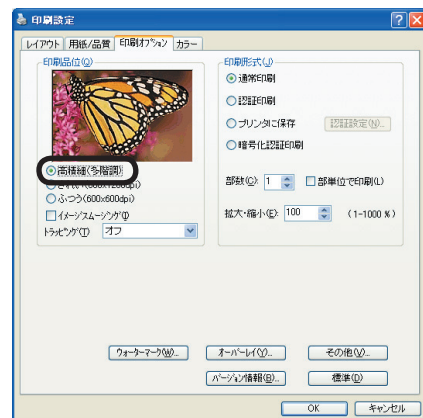 印刷設定
レイアウト 用紙/品質 印刷オプション カラー
印刷品位(Q)
高精細(多階調)
きれい(600x1200dpi)
ふつう(600x600dpi)
イメージスムージング(I)
トラッピング(T) オフ
印刷形式(J)
通常印刷
認証印刷
プリンタに保存 認証設定(N)...
暗号化認証印刷
部数(C): 1 部単位で印刷(L)
拡大・縮小(E): 100 (1-1000 %)
ウォーターマーク(W)... オーバーレイ(Y)... その他(V)...
バージョン情報(B)... 標準(D)
OK キャンセル